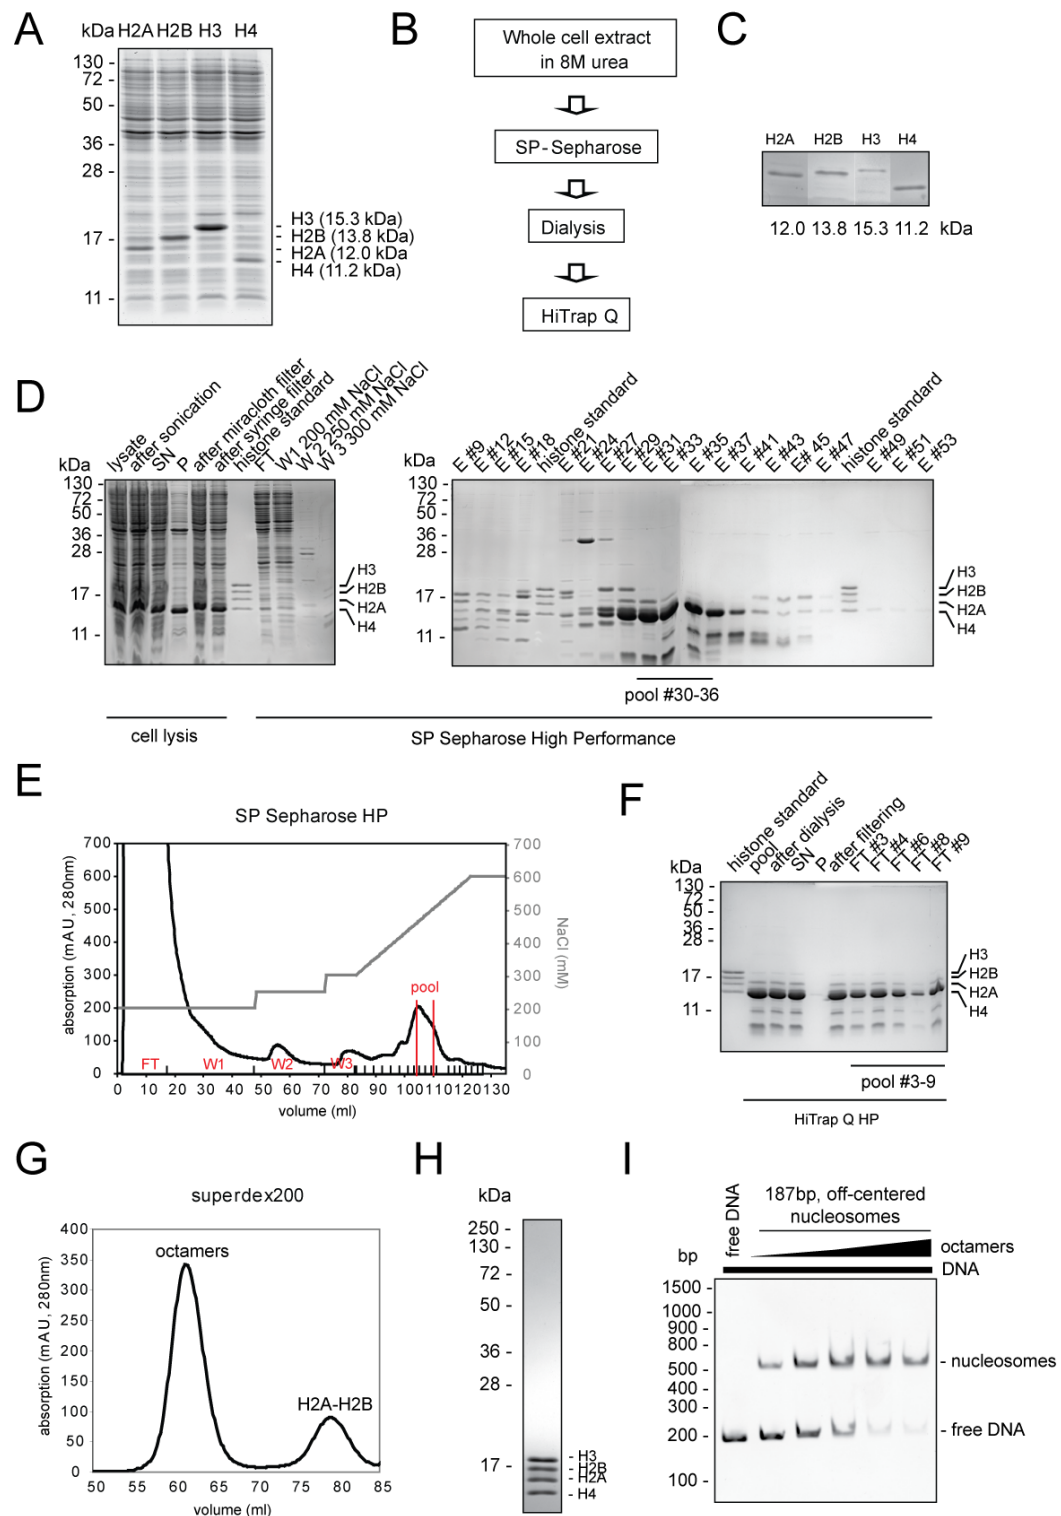 A
kDa H2A H2B H3 H4
130 -
72 -
50 -
36 -
28 -
17 -
11 -
H3 (15.3 kDa)
H2B (13.8 kDa)
H2A (12.0 kDa
H4 (11.2 kDa)
B
Whole cell extract
in 8M urea
SP-Sepharose
Dialysis
HiTrap Q
C
H2A H2B H3 H4
12.0 13.8 15.3 11.2 kDa
D
kDa
lysate
after sonication
SN
P
after miracloth filter
after syringe filter
histone standard
FT
W1 200 mM NaCl
W 2 250 mM NaCl
W 3 300 mM NaCl
130 -
72 -
50 -
36 -
28 -
17 -
11 -
H3
H2B
H2A
H4
kDa
E #9
E #12
E #15
E #18
histone standard
E #21
E #24
E #27
E #29
E #31
E #33
E #35
E #37
E #41
E #43
E# 45
E #47
histone standard
E #49
E #51
E #53
130 -
72 -
50 -
36 -
28 -
17 -
11 -
H3
H2B
H2A
H4
pool #30-36
cell lysis
SP Sepharose High Performance
E
SP Sepharose HP
absorption (mAU, 280nm)
700
600
500
400
300
200
100
0
700
600
500
400
300
200
100
0
NaCl (mM)
pool
FT W1 W2 W3
0 10 20 30 40 50 60 70 80 90 100 110 120 130
volume (ml)
F
kDa
histone standard
pool
after dialysis
SN
P
after filtering
FT #3
FT #4
FT #6
FT #8
FT #9
130 -
72 -
50 -
36 -
28 -
17 -
11 -
H3
H2B
H2A
H4
pool #3-9
HiTrap Q HP
G
superdex200
absorption (mAU, 280nm)
400
350
300
250
200
150
100
50
0
octamers
H2A-H2B
50 55 60 65 70 75 80 85
volume (ml)
H
kDa
250 -
130 -
72 -
50 -
36 -
28 -
17 -
- H3
- H2B
- H2A
- H4
I
free DNA
187bp, off-centered
nucleosomes
octamers
DNA
bp
1500 -
1000 -
900 -
800 -
600 -
500 -
400 -
300 -
200 -
100 -
- nucleosomes
- free DNA